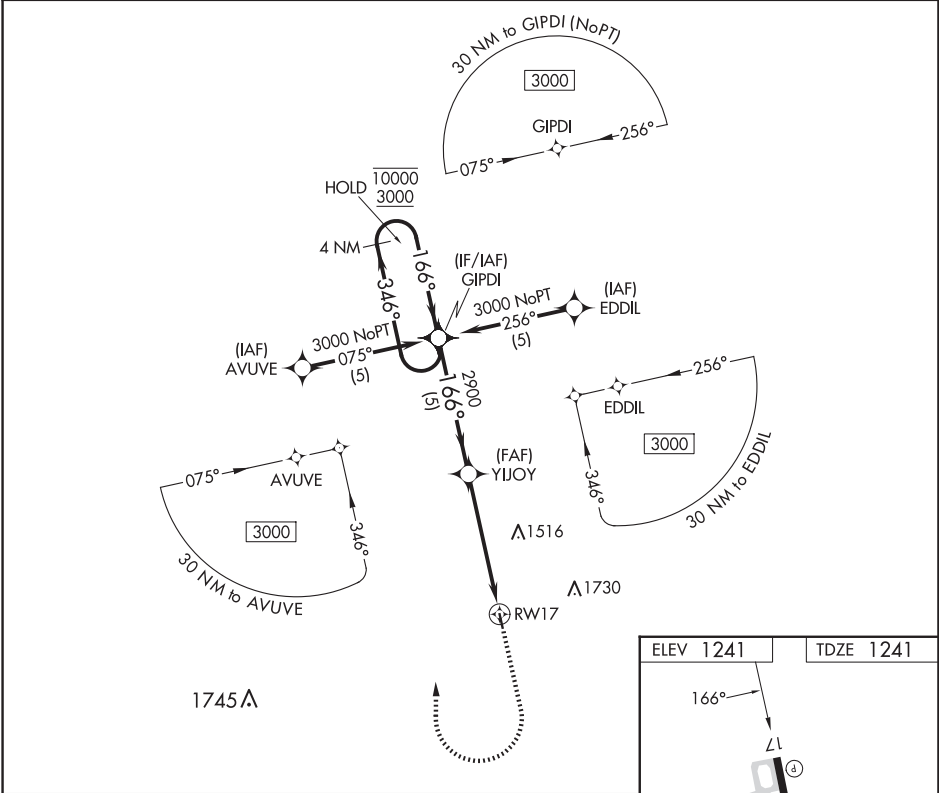 30 NM to GIPDI (NoPT)
3000
GIPDI
075°
256°
HOLD
10000
3000
4 NM
166°
346°
(IF/IAF)
GIPDI
(IAF)
EDDIL
3000 NoPT
256°
(5)
(IAF)
AVUVE
3000 NoPT
075°
(5)
2900
166°
(5)
(FAF)
YIJOY
256°
EDDIL
3000
346°
30 NM to EDDIL
075°
AVUVE
3000
346°
30 NM to AVUVE
1516
1730
RW17
1745
ELEV 1241
TDZE 1241
166°
17
P